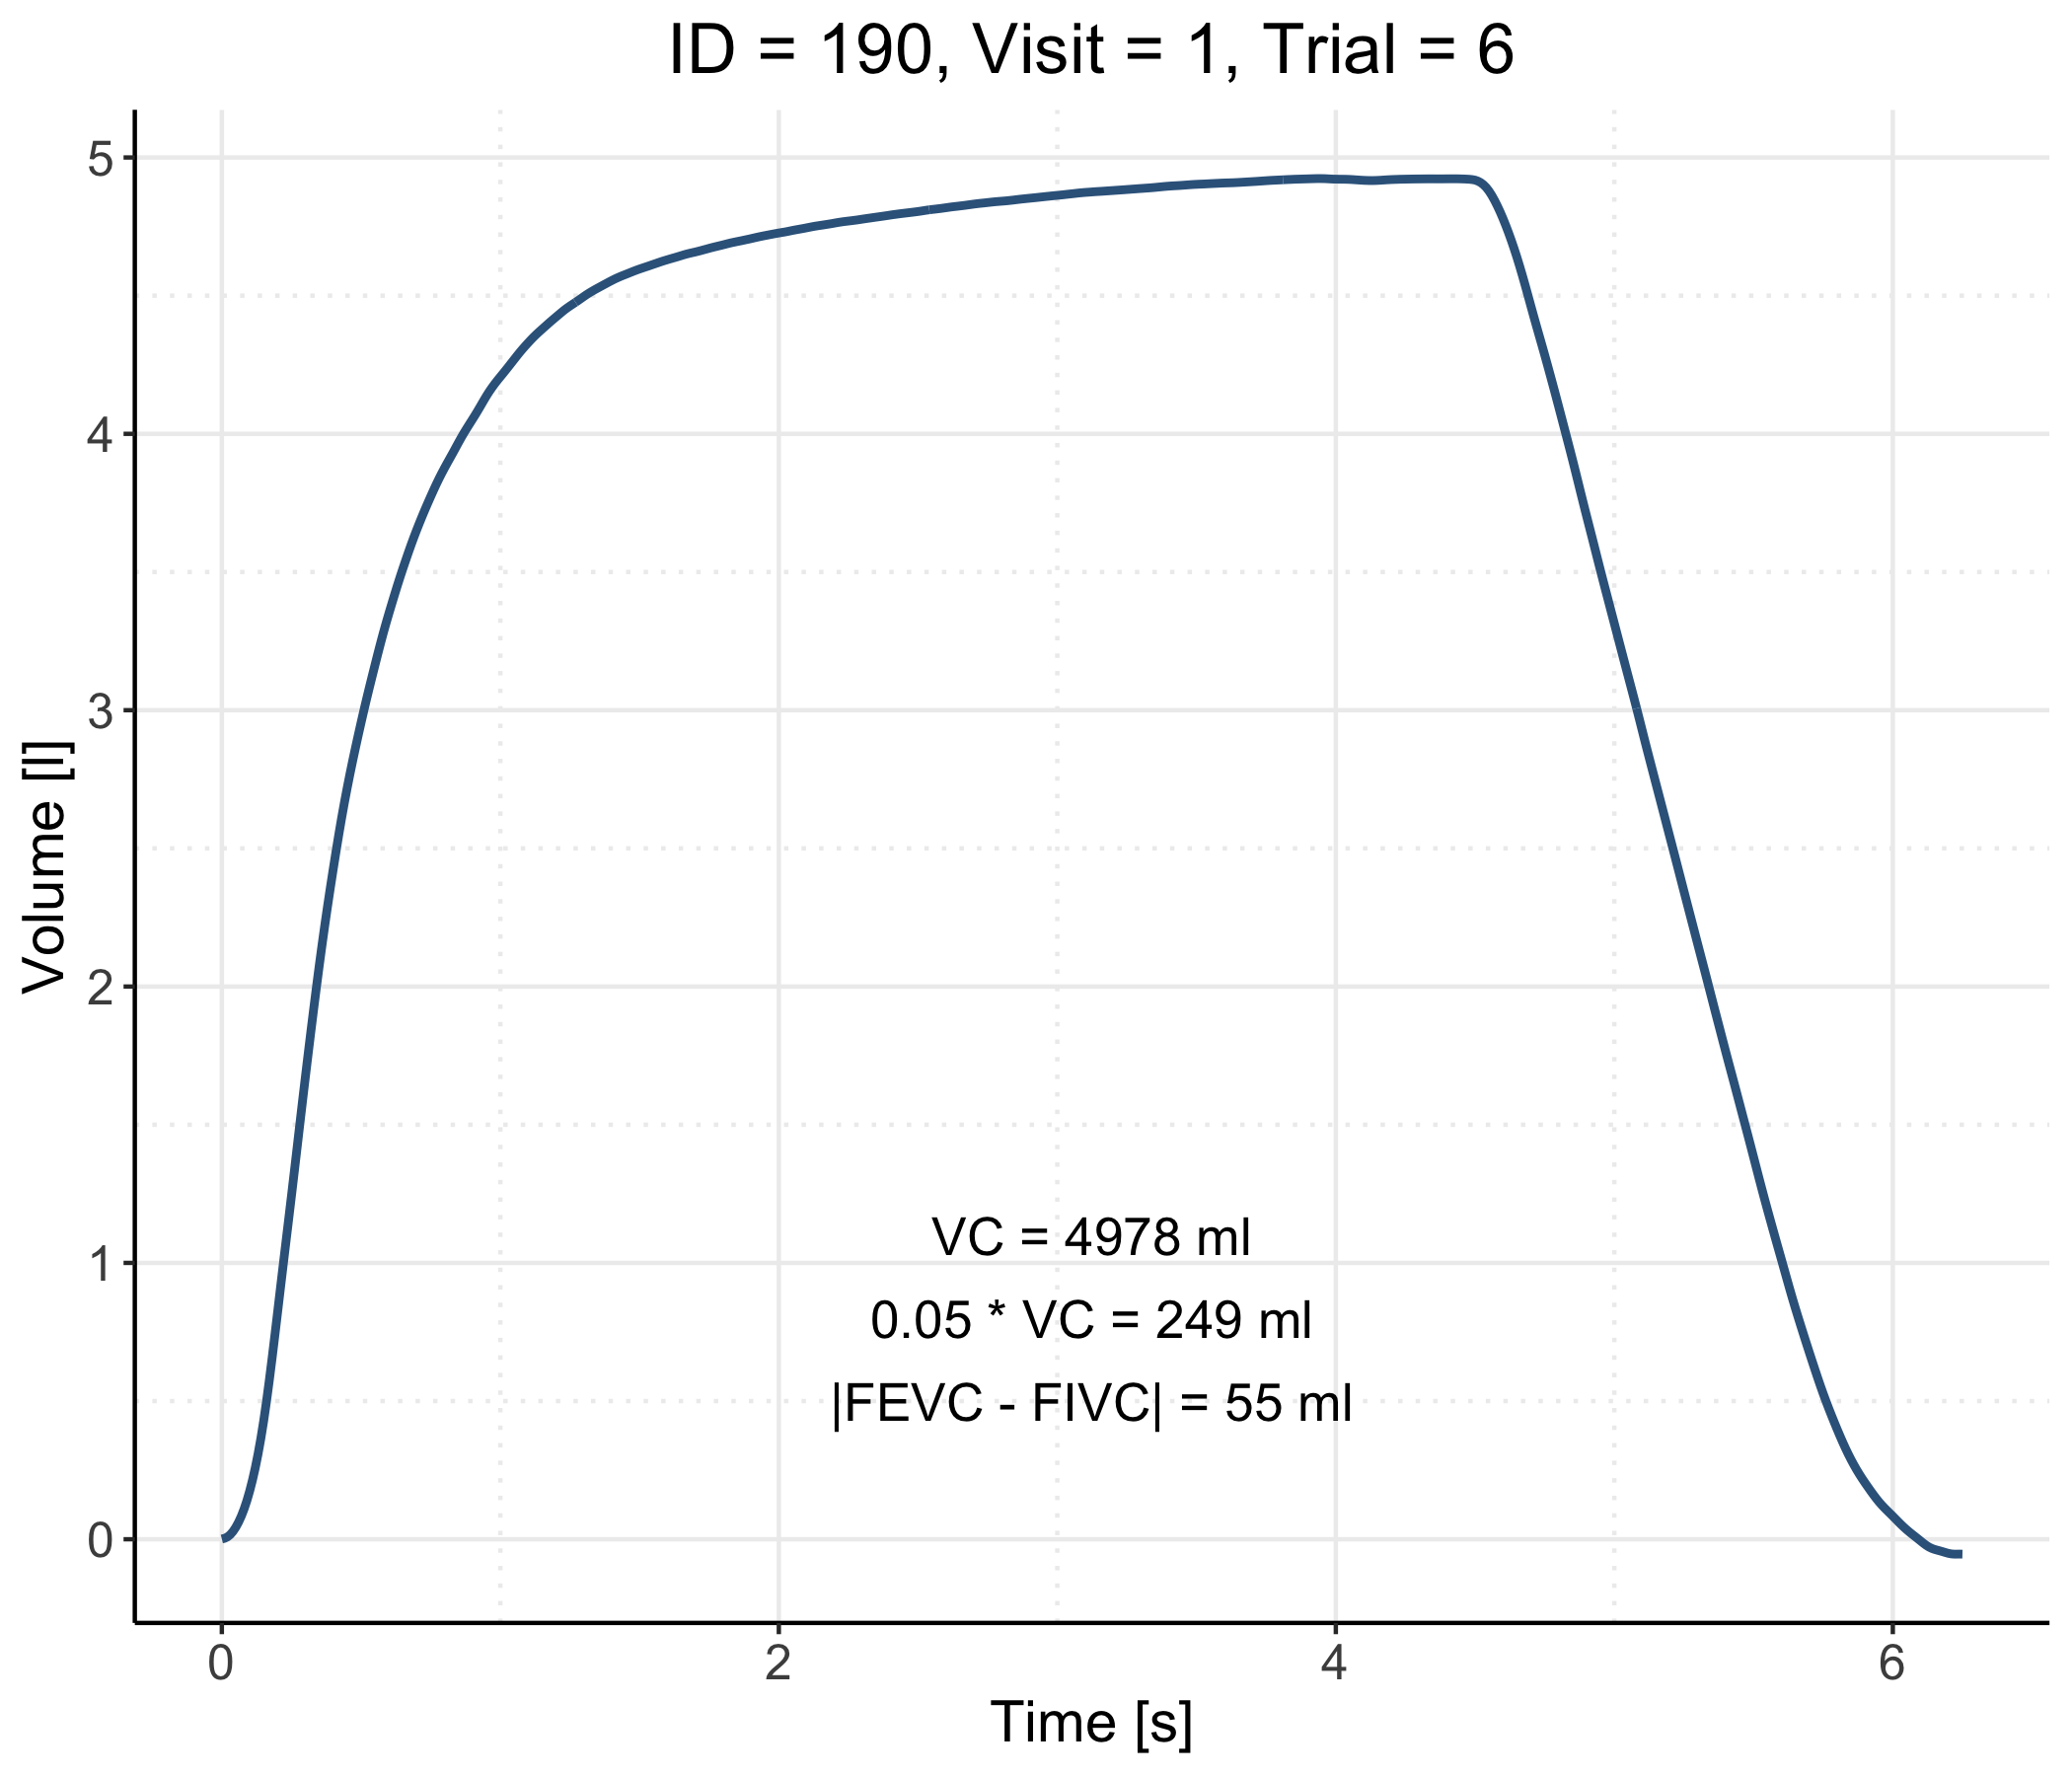 ID = 190, Visit = 1, Trial = 6
5
4
3
2
1
0
Volume [l]
VC = 4978 ml
0.05 * VC = 249 ml
|FEVC - FIVC| = 55 ml
0
2
4
6
Time [s]